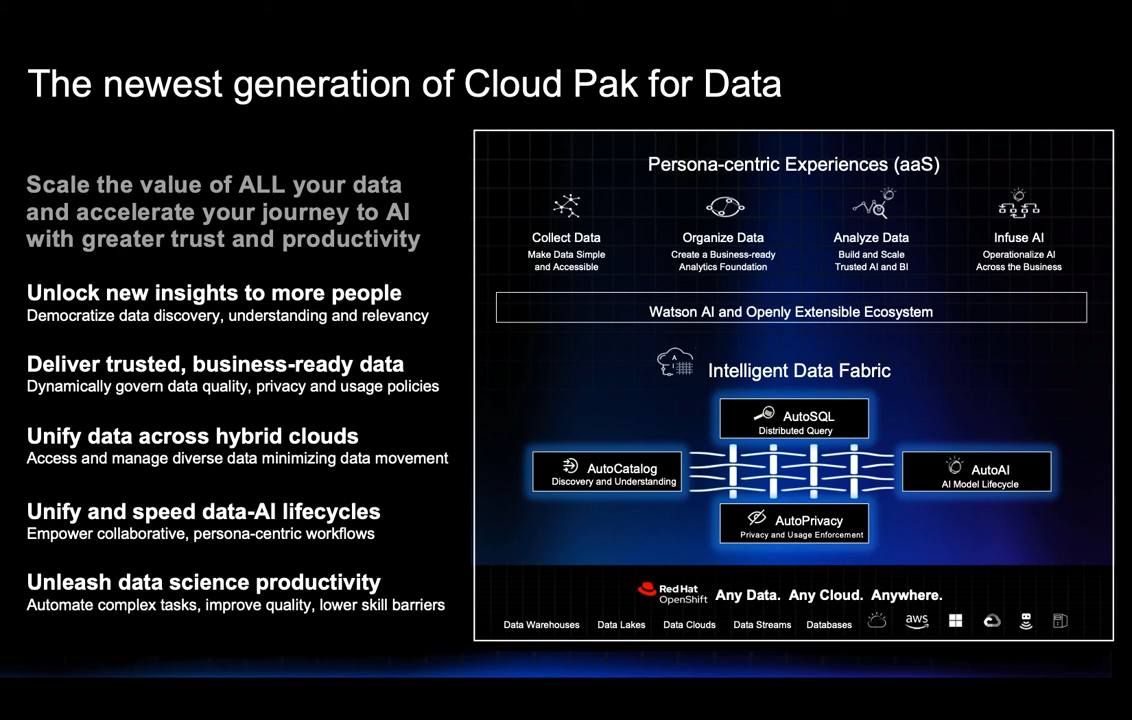 The newest generation of Cloud Pak for Data
Scale the value of ALL your data
and accelerate your journey to AI
with greater trust and productivity
Unlock new insights to more people
Democratize data discovery, understanding and relevancy
Deliver trusted, business-ready data
Dynamically govern data quality, privacy and usage policies
Unify data across hybrid clouds
Access and manage diverse data minimizing data movement
Unify and speed data-AI lifecycles
Empower collaborative, persona-centric workflows
Unleash data science productivity
Automate complex tasks, improve quality, lower skill barriers
Persona-centric Experiences (aaS)
Collect Data
Make Data Simple
and Accessible
Organize Data
Create a Business-ready
Analytics Foundation
Analyze Data
Build and Scale
Trusted AI and BI
Infuse AI
Operationalize AI
Across the Business
Watson AI and Openly Extensible Ecosystem
A
Intelligent Data Fabric
AutoSQL
Distributed Query
AutoCatalog
Discovery and Understanding
AutoAI
AI Model Lifecycle
AutoPrivacy
Privacy and Usage Enforcement
Red Hat
OpenShift
Any Data. Any Cloud. Anywhere.
Data Warehouses
Data Lakes
Data Clouds
Data Streams
Databases
aws